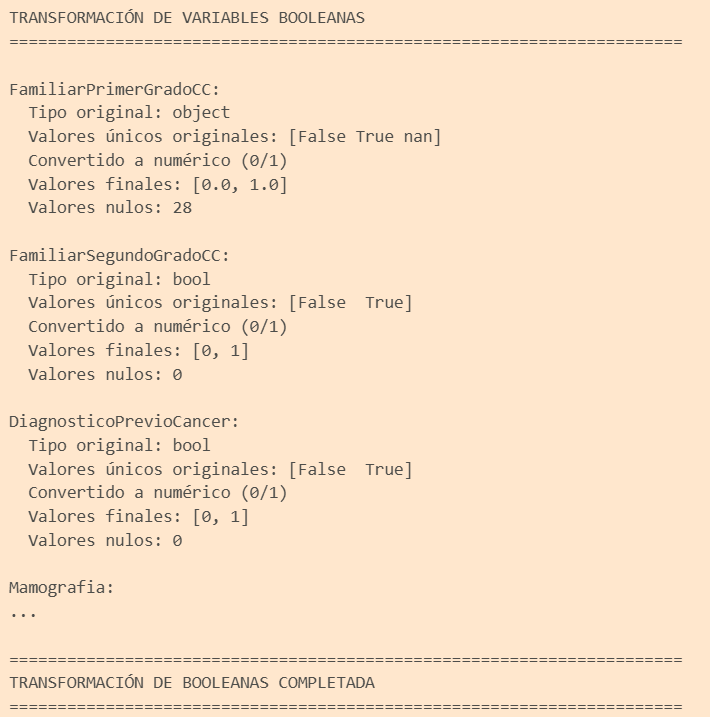 TRANSFORMACIÓN DE VARIABLES BOOLEANAS
======================================================================
FamiliarPrimerGradoCC:
Tipo original: object
Valores únicos originales: [False True nan]
Convertido a numérico (0/1)
Valores finales: [0.0, 1.0]
Valores nulos: 28
FamiliarSegundoGradoCC:
Tipo original: bool
Valores únicos originales: [False  True]
Convertido a numérico (0/1)
Valores finales: [0, 1]
Valores nulos: 0
DiagnosticoPrevioCancer:
Tipo original: bool
Valores únicos originales: [False  True]
Convertido a numérico (0/1)
Valores finales: [0, 1]
Valores nulos: 0
Mamografia:
...
======================================================================
TRANSFORMACIÓN DE BOOLEANAS COMPLETADA
======================================================================